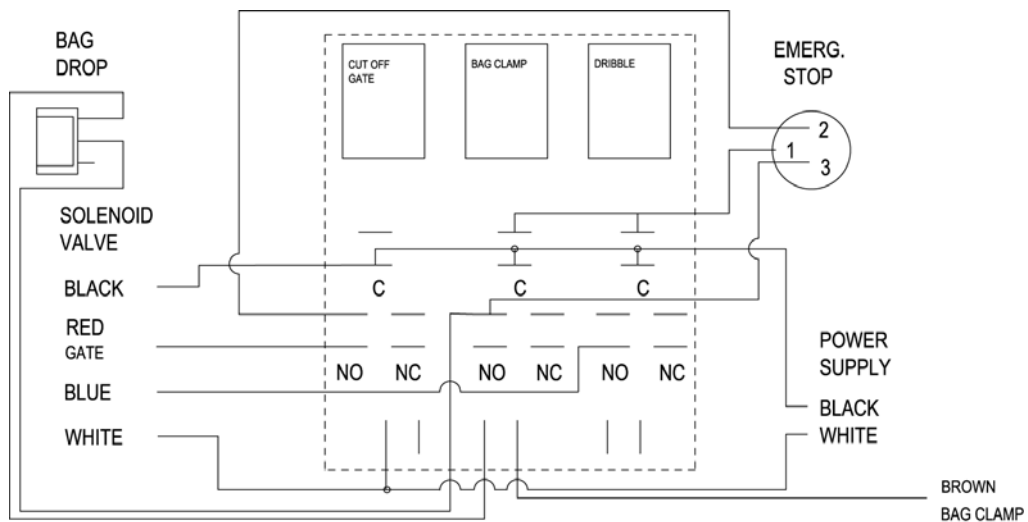 BAG
DROP
CUT OFF
GATE
BAG CLAMP
DRIBBLE
EMERG.
STOP
2
1
3
SOLENOID
VALVE
BLACK
C
C
C
RED
GATE
NO
NC
NO
NC
NO
NC
BLUE
WHITE
POWER
SUPPLY
BLACK
WHITE
BROWN
BAG CLAMP